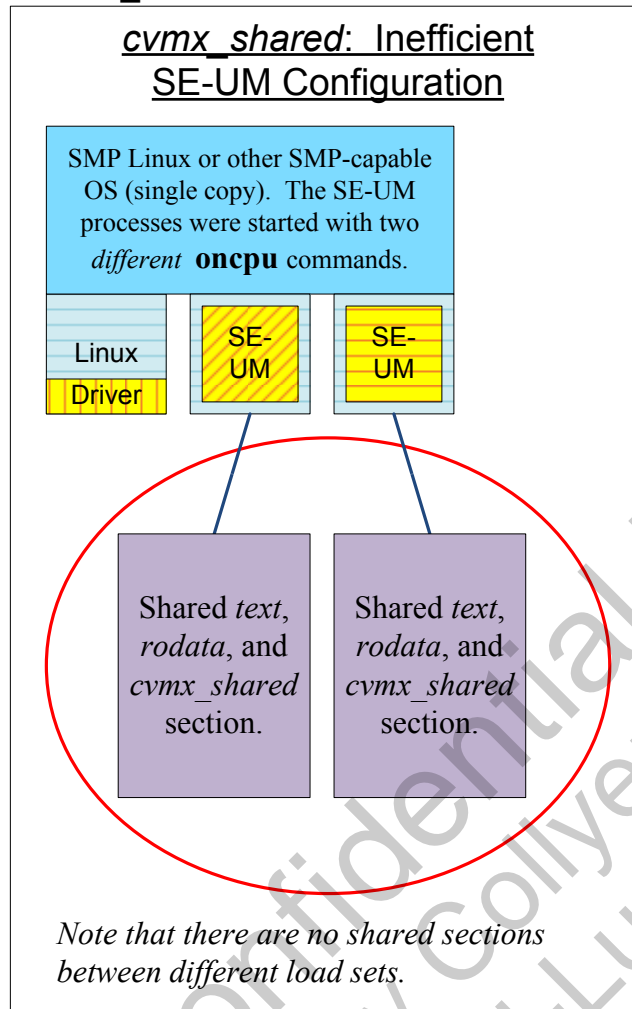 cvmx_shared: Inefficient
SE-UM Configuration
SMP Linux or other SMP-capable
OS (single copy). The SE-UM
processes were started with two
different oncpu commands.
Linux
Driver
SE-
UM
SE-
UM
Shared text,
rodata, and
cvmx_shared
section.
Shared text,
rodata, and
cvmx_shared
section.
Note that there are no shared sections
between different load sets.